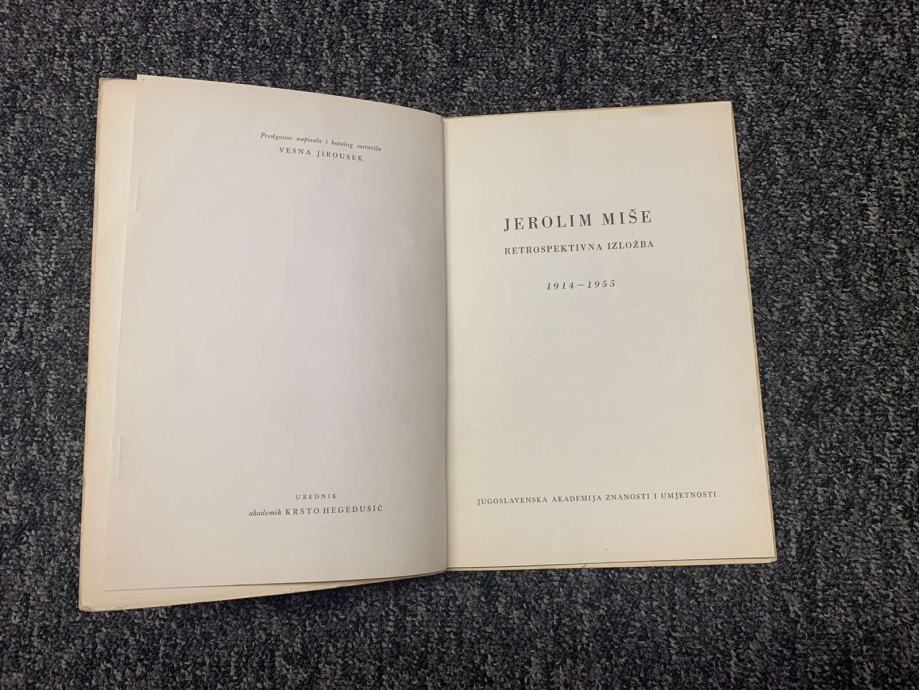 Predgovor napisala i katalog sastavila
VESNA JIROUŠEK
UREDNIK
akademik KRSTO HEGEDUŠIĆ
JEROLIM MIŠE
RETROSPEKTIVNA IZLOŽBA
1914—1955
JUGOSLAVENSKA AKADEMIJA ZNANOSTI I UMJETNOSTI